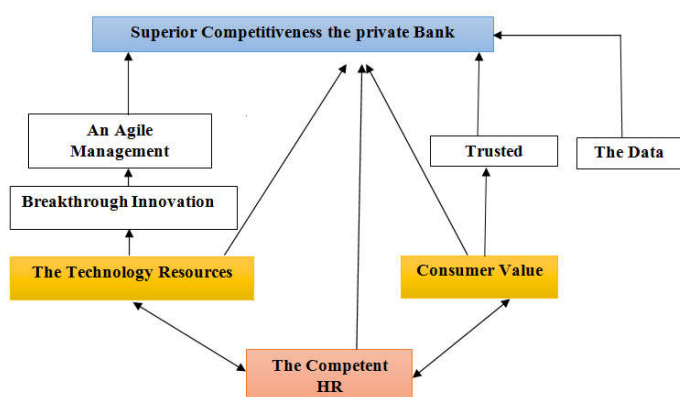 Superior Competitiveness the private Bank
An Agile
Management
Trusted
The Data
Breakthrough Innovation
The Technology Resources
Consumer Value
The Competent
HR